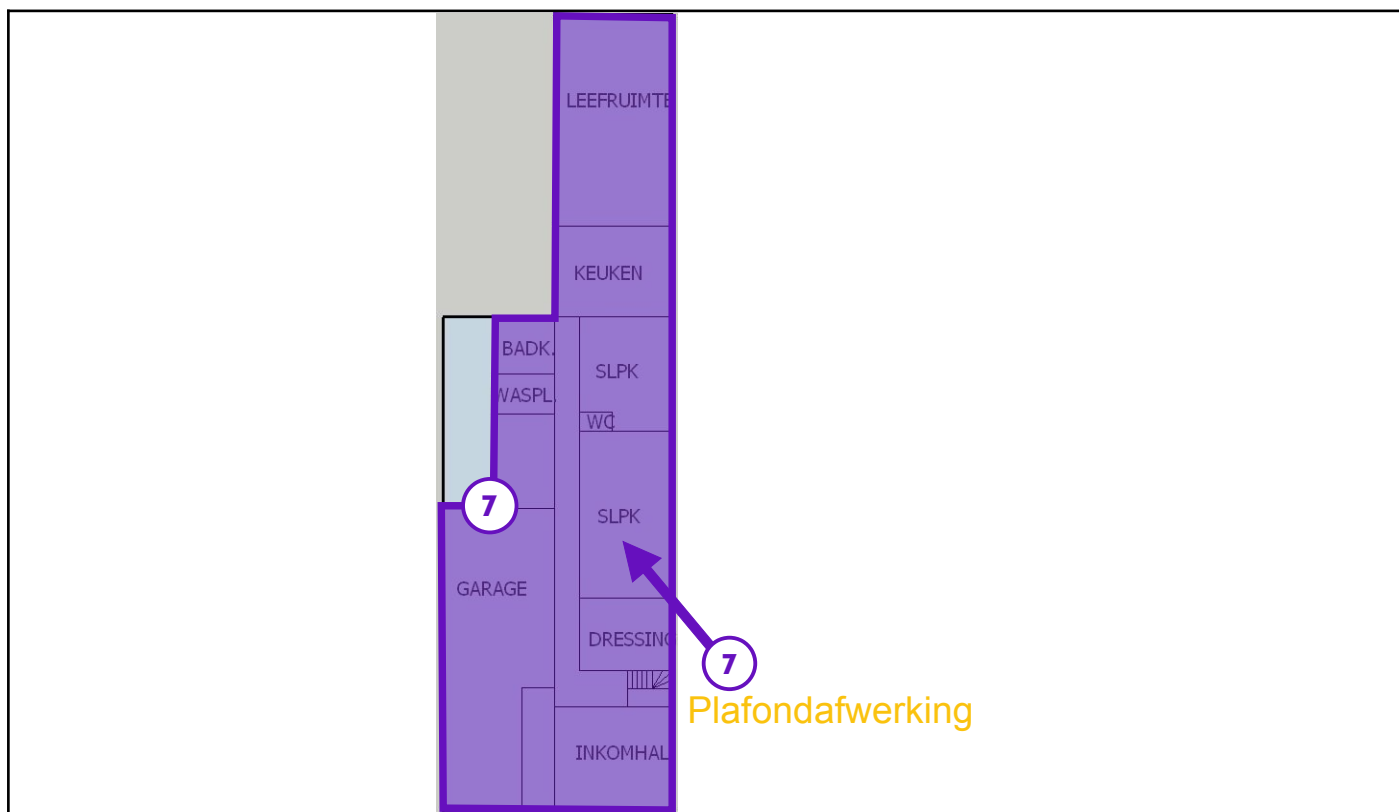 LEEFRUIMTE
KEUKEN
BADK.
SLPK
WASPL.
WC
7
SLPK
GARAGE
DRESSING
7
Plafondafwerking
INKOMHAL